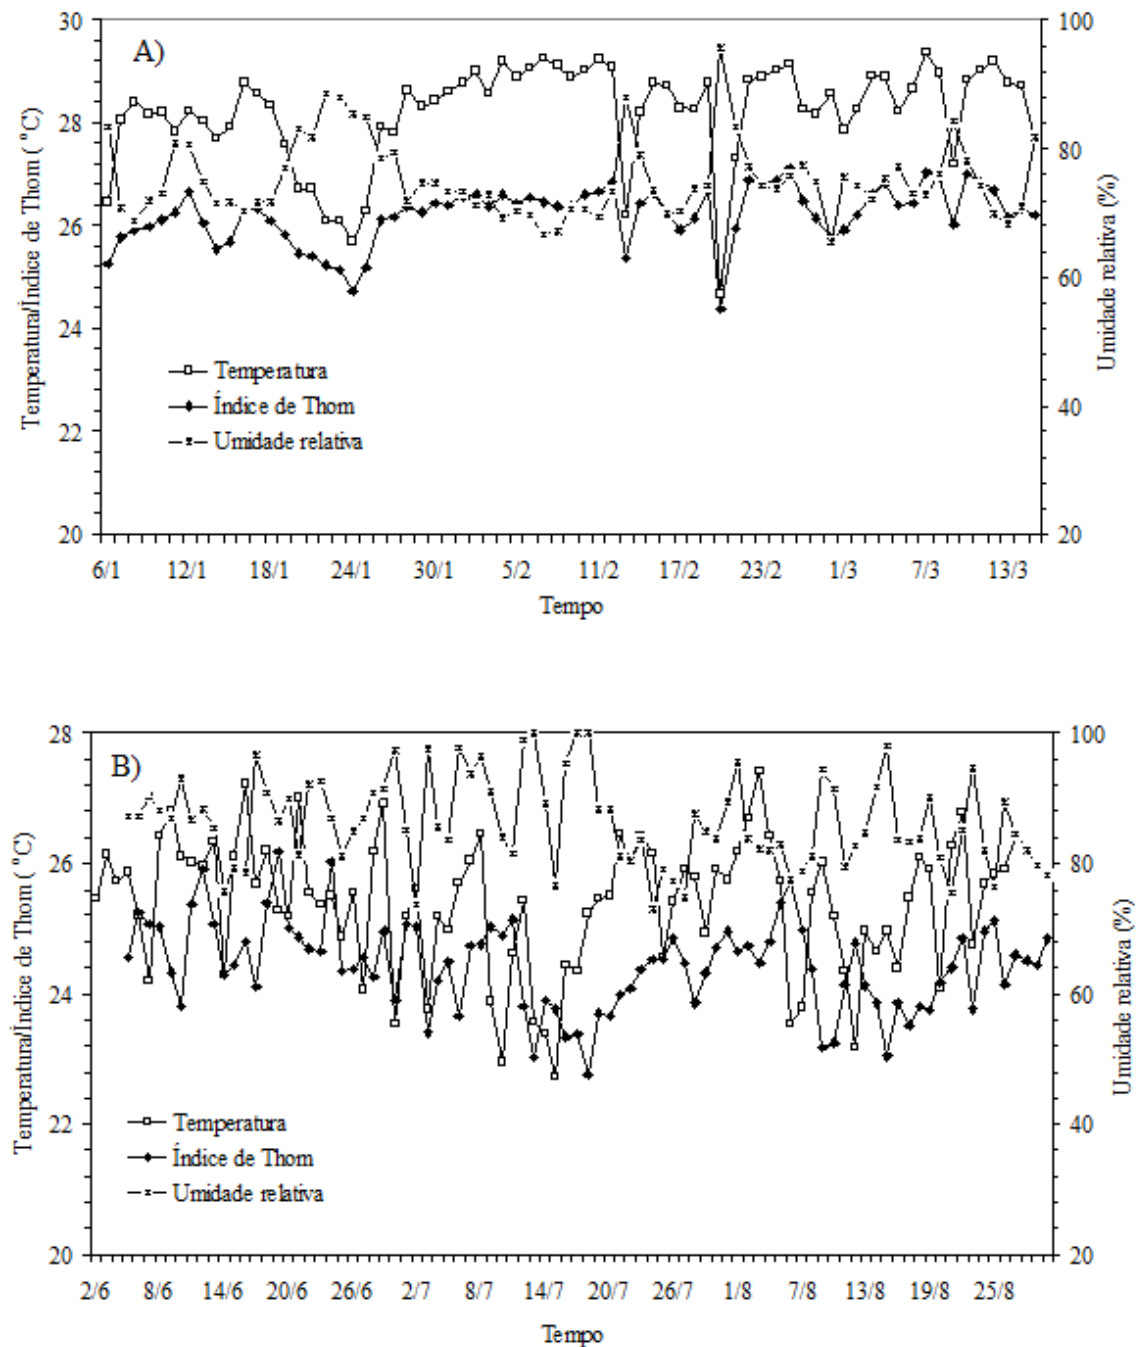 A)
Temperatura/Índice de Thom ( °C)
30
28
26
24
22
20
Temperatura
Índice de Thom
Umidade relativa
100
80
60
40
20
Umidade relativa (%)
6/1 12/1 18/1 24/1 30/1 5/2 11/2 17/2 23/2 1/3 7/3 13/3
Tempo
B)
Temperatura/Índice de Thom ( °C)
28
26
24
22
20
Temperatura
Índice de Thom
Umidade relativa
100
80
60
40
20
Umidade relativa (%)
2/6 8/6 14/6 20/6 26/6 2/7 8/7 14/7 20/7 26/7 1/8 7/8 13/8 19/8 25/8
Tempo